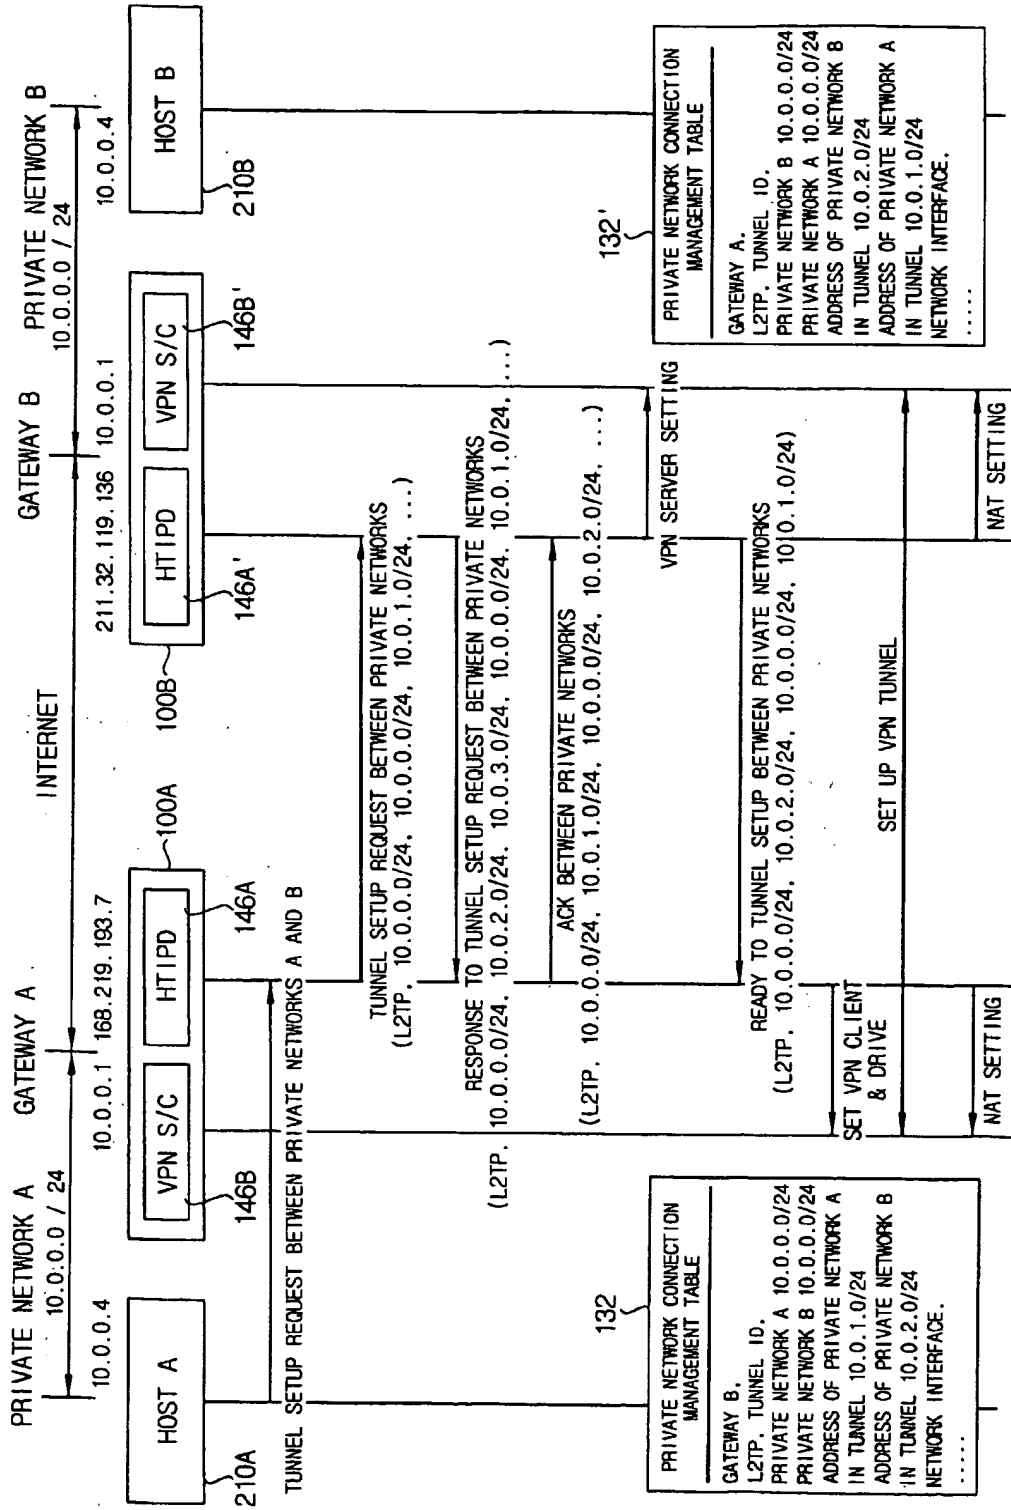 PRIVATE NETWORK A
10.0.0.0 / 24
GATEWAY A
INTERNET
GATEWAY B
PRIVATE NETWORK B
10.0.0.0 / 24
10.0.0.4
10.0.0.1
168.219.193.7
211.32.119.136
10.0.0.1
10.0.0.4
HOST A
VPN S/C
HTIPD
HTIPD
VPN S/C
HOST B
210A
146B
146A
100A
100B
146A'
146B'
210B
TUNNEL SETUP REQUEST BETWEEN PRIVATE NETWORKS A AND B
TUNNEL SETUP REQUEST BETWEEN PRIVATE NETWORKS
(L2TP, 10.0.0.0/24, 10.0.0.0/24, 10.0.1.0/24, ...)
RESPONSE TO TUNNEL SETUP REQUEST BETWEEN PRIVATE NETWORKS
(L2TP, 10.0.0.0/24, 10.0.2.0/24, 10.0.3.0/24, 10.0.0.0/24, 10.0.1.0/24, ...)
ACK BETWEEN PRIVATE NETWORKS
(L2TP, 10.0.0.0/24, 10.0.1.0/24, 10.0.0.0/24, 10.0.2.0/24, ...)
VPN SERVER SETTING
READY TO TUNNEL SETUP BETWEEN PRIVATE NETWORKS
(L2TP, 10.0.0.0/24, 10.0.2.0/24, 10.0.0.0/24, 10.0.1.0/24)
SET VPN CLIENT
& DRIVE
SET UP VPN TUNNEL
NAT SETTING
NAT SETTING
132
PRIVATE NETWORK CONNECTION
MANAGEMENT TABLE
GATEWAY B.
L2TP, TUNNEL ID.
PRIVATE NETWORK A 10.0.0.0/24
PRIVATE NETWORK B 10.0.0.0/24
ADDRESS OF PRIVATE NETWORK A
IN TUNNEL 10.0.1.0/24
ADDRESS OF PRIVATE NETWORK B
IN TUNNEL 10.0.2.0/24
NETWORK INTERFACE.
.....
132'
PRIVATE NETWORK CONNECTION
MANAGEMENT TABLE
GATEWAY A.
L2TP, TUNNEL ID.
PRIVATE NETWORK B 10.0.0.0/24
PRIVATE NETWORK A 10.0.0.0/24
ADDRESS OF PRIVATE NETWORK B
IN TUNNEL 10.0.2.0/24
ADDRESS OF PRIVATE NETWORK A
IN TUNNEL 10.0.1.0/24
NETWORK INTERFACE.
.....